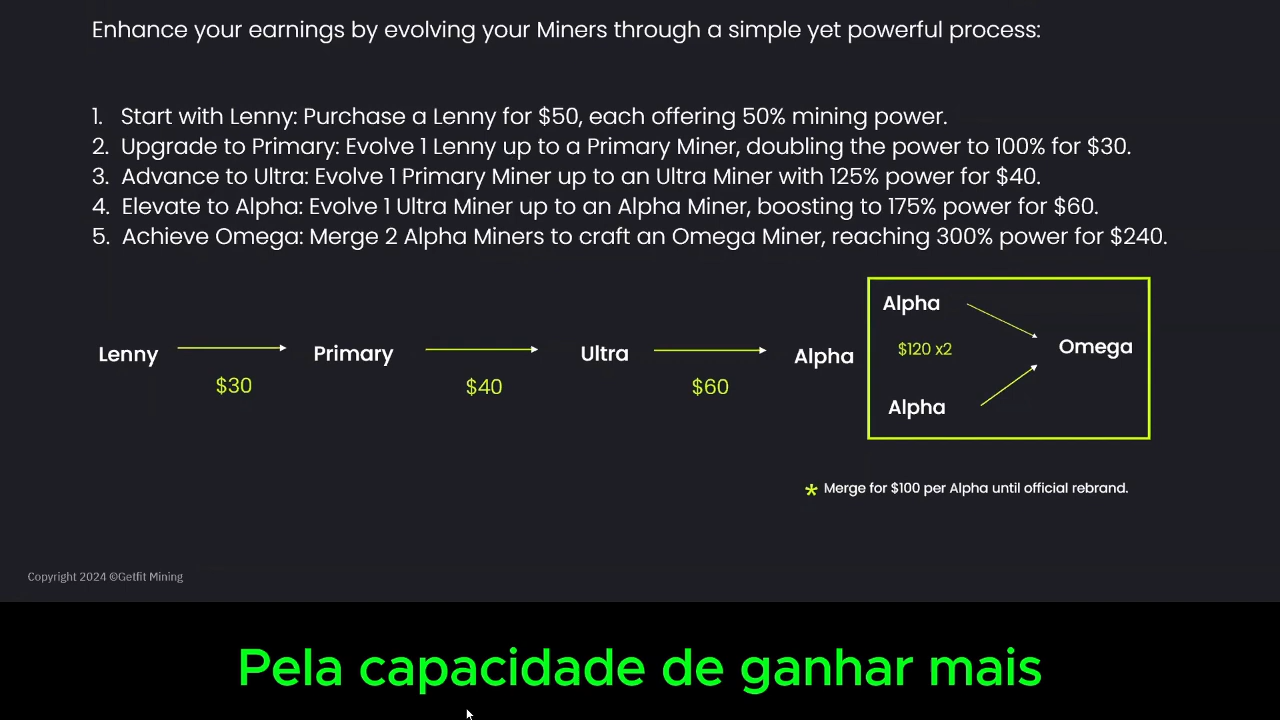 Enhance your earnings by evolving your Miners through a simple yet powerful process:
1. Start with Lenny: Purchase a Lenny for $50, each offering 50% mining power.
2. Upgrade to Primary: Evolve 1 Lenny up to a Primary Miner, doubling the power to 100% for $30.
3. Advance to Ultra: Evolve 1 Primary Miner up to an Ultra Miner with 125% power for $40.
4. Elevate to Alpha: Evolve 1 Ultra Miner up to an Alpha Miner, boosting to 175% power for $60.
5. Achieve Omega: Merge 2 Alpha Miners to craft an Omega Miner, reaching 300% power for $240.
Lenny
$30
Primary
$40
Ultra
$60
Alpha
Alpha
$120 x2
Alpha
Omega
* Merge for $100 per Alpha until official rebrand.
Copyright 2024 ©Getfit Mining
Pela capacidade de ganhar mais